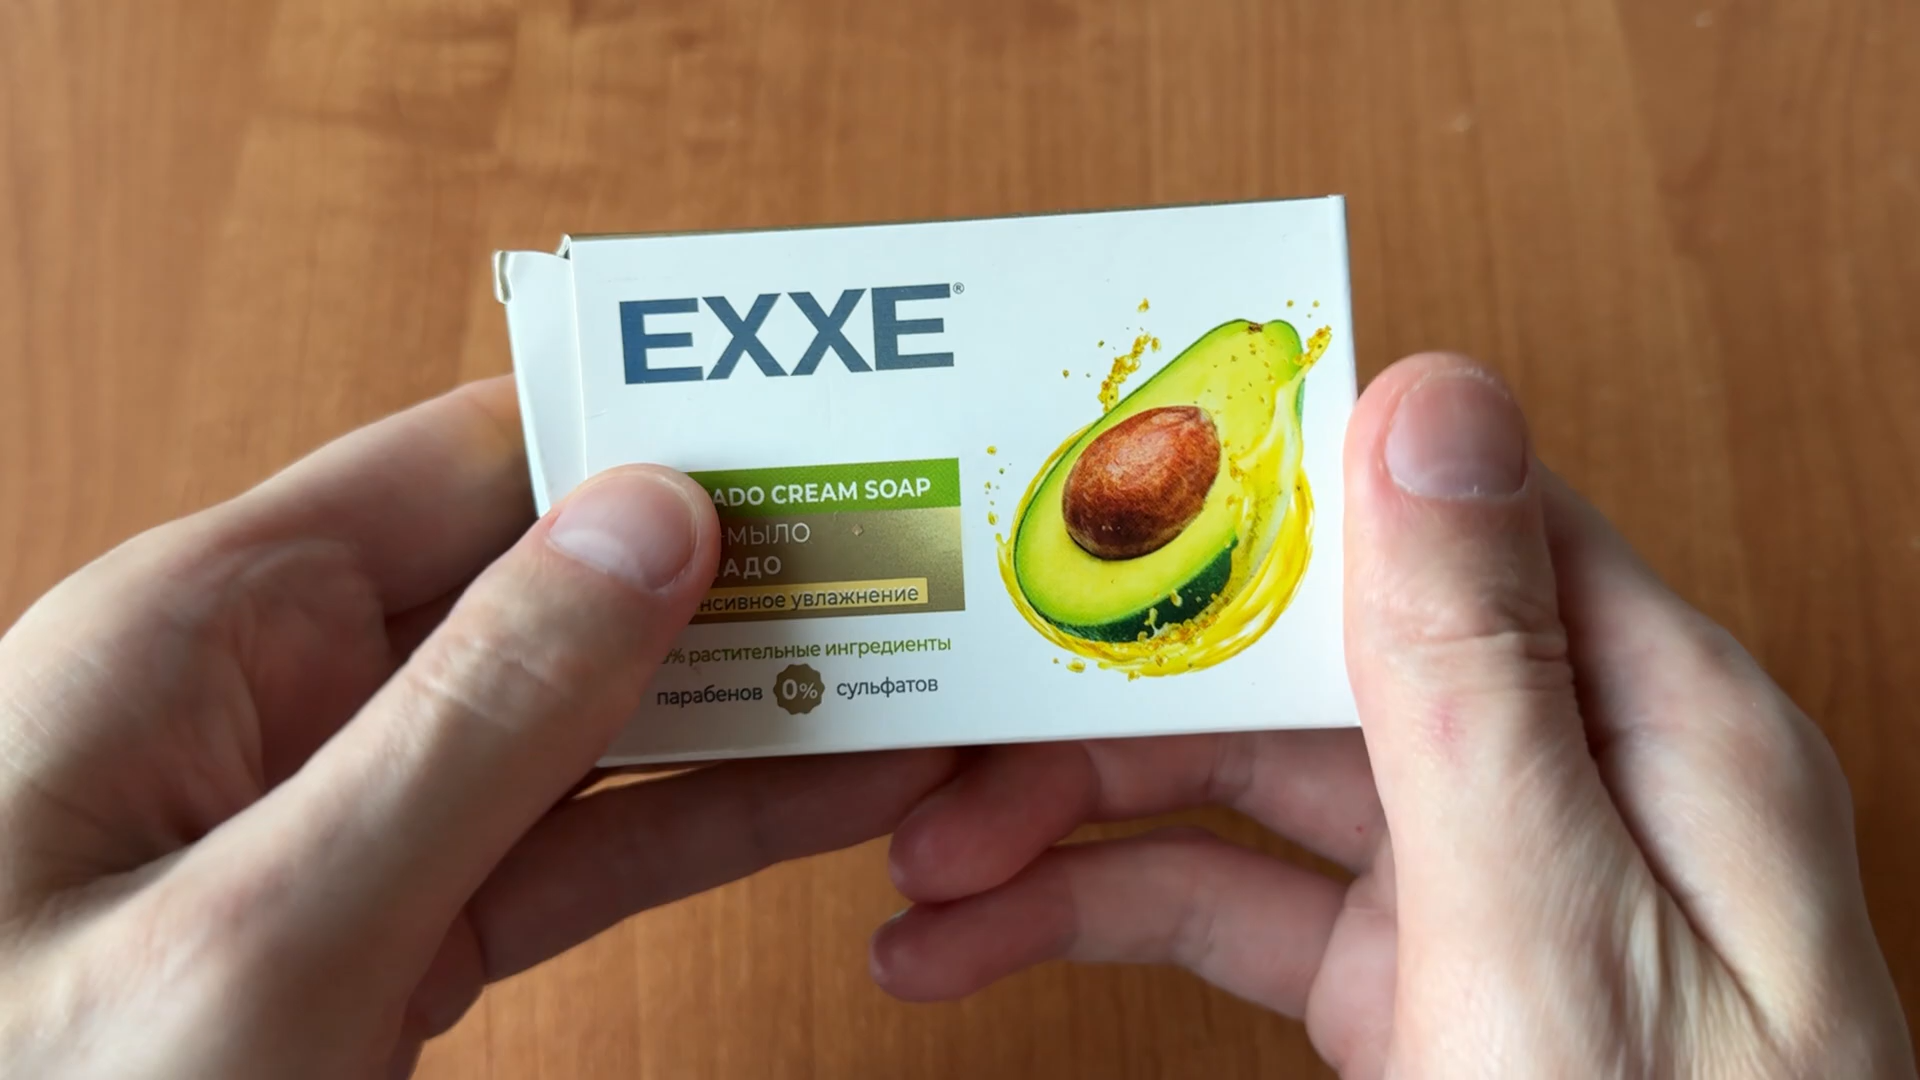 EXXE®
ADO CREAM SOAP
-МЫЛО
АДО
нсивное увлажнение
% растительные ингредиенты
парабенов 0% сульфатов